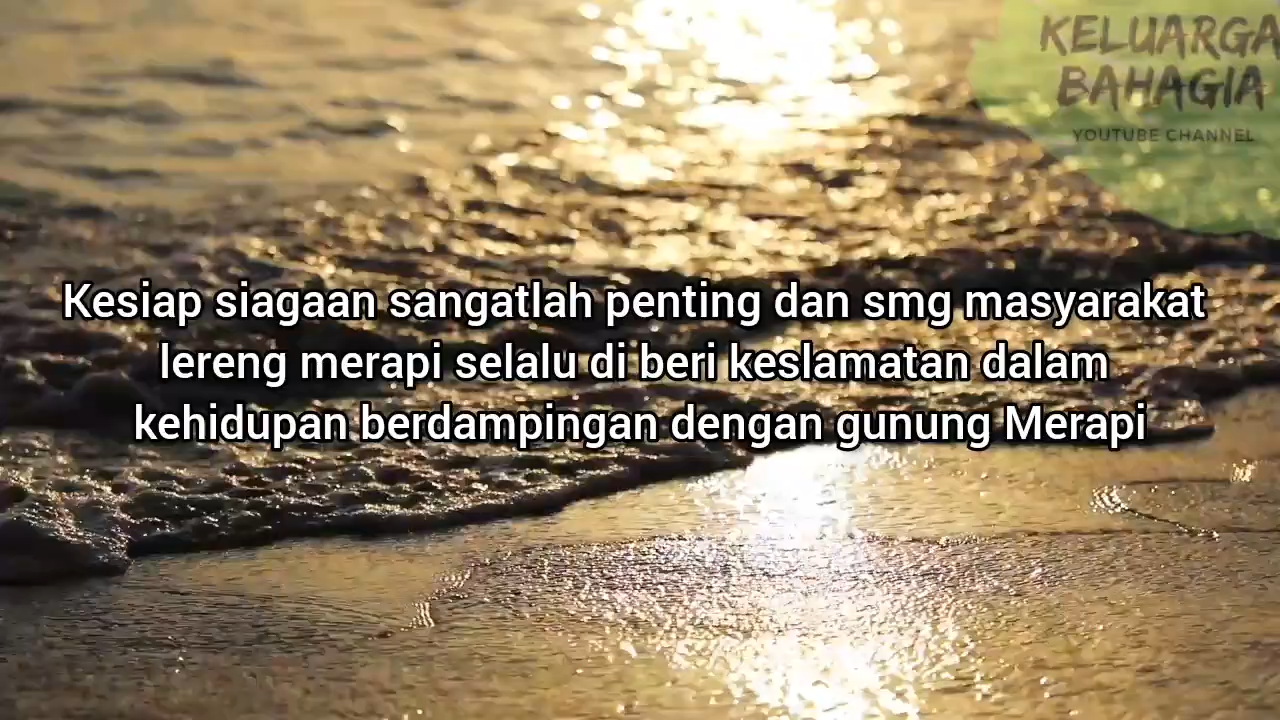 KELUARGA
BAHAGIA
YOUTUBE CHANNEL
Kesiap siagaan sangatlah penting dan smg masyarakat
lereng merapi selalu di beri keslamatan dalam
kehidupan berdampingan dengan gunung Merapi